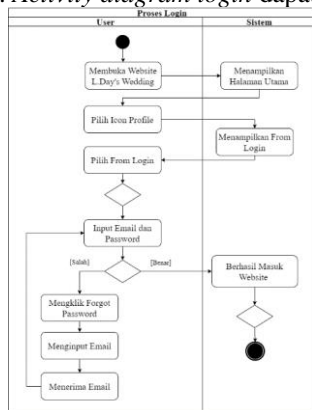 . Activity diagram login dapat
Proses Login
User
Sistem
Membuka Website
L.Day's Wedding
Menampilkan
Halaman Utama
Pilih Icon Profile
Menampilkan From
Login
Pilih From Login
Input Email dan
Password
[Salah]
[Benar]
Berhasil Masuk
Website
Mengklik Forgot
Password
Menginput Email
Menerima Email